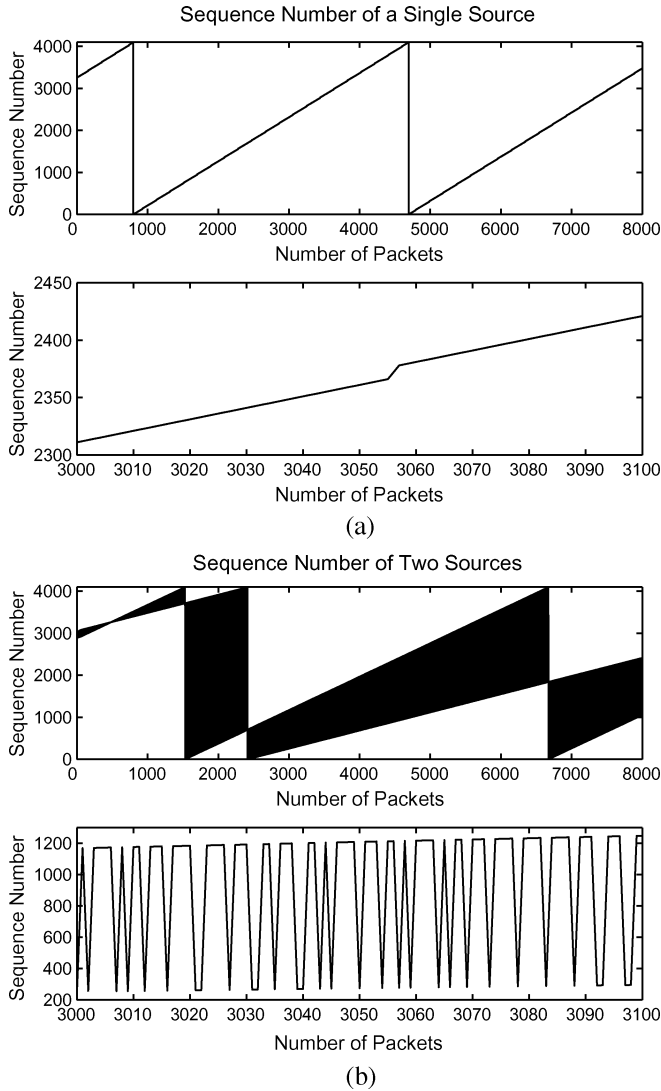 Sequence Number of a Single Source
4000
3000
2000
1000
0
Sequence Number
0 1000 2000 3000 4000 5000 6000 7000 8000
Number of Packets
2450
2400
2350
2300
Sequence Number
3000 3010 3020 3030 3040 3050 3060 3070 3080 3090 3100
Number of Packets
(a)
Sequence Number of Two Sources
4000
3000
2000
1000
0
Sequence Number
0 1000 2000 3000 4000 5000 6000 7000 8000
Number of Packets
1200
1000
800
600
400
200
Sequence Number
3000 3010 3020 3030 3040 3050 3060 3070 3080 3090 3100
Number of Packets
(b)